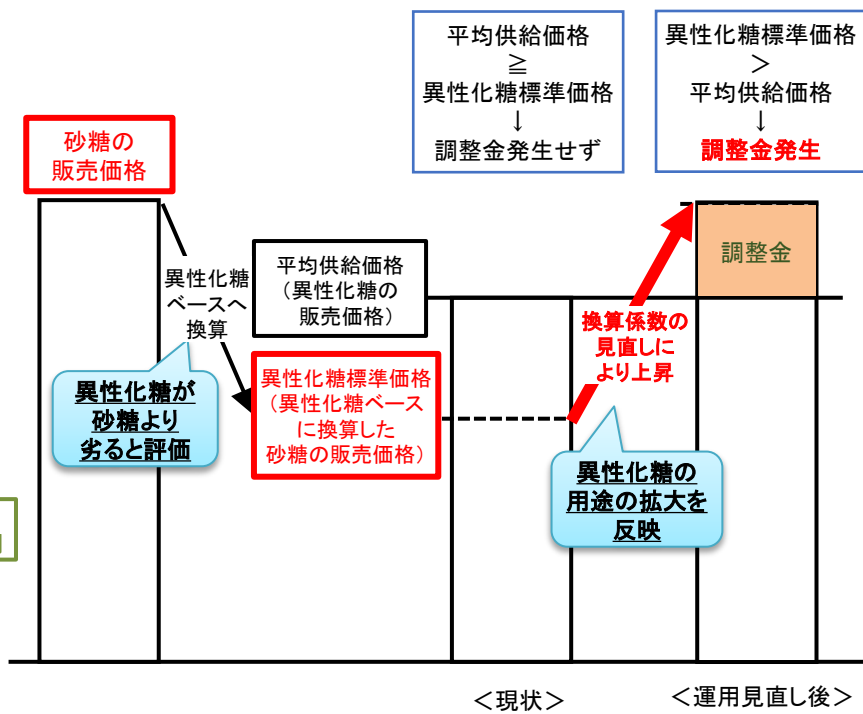 平均供給価格
≧
異性化糖標準価格
↓
調整金発生せず
異性化糖標準価格
＞
平均供給価格
↓
調整金発生
砂糖の
販売価格
異性化糖
ベースへ
換算
平均供給価格
（異性化糖の
販売価格）
調整金
換算係数の
見直しに
より上昇
異性化糖標準価格
（異性化糖ベース
に換算した
砂糖の販売価格）
異性化糖が
砂糖より
劣ると評価
異性化糖の
用途の拡大を
反映
＜現状＞
＜運用見直し後＞